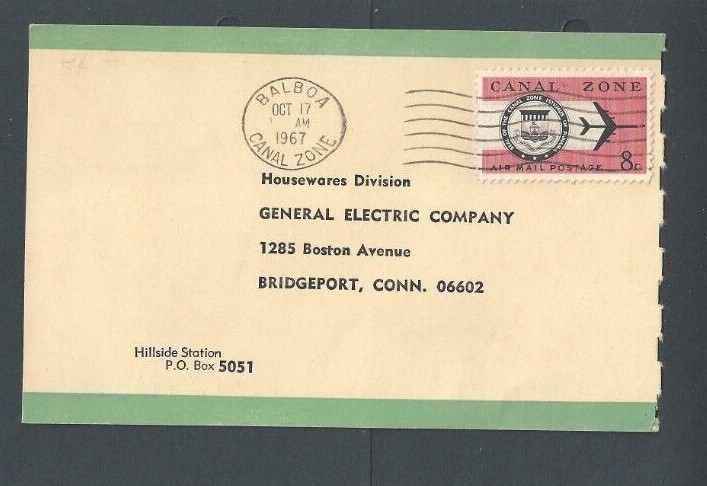 BALBOA
OCT 17
AM
1967
CANAL ZONE
CANAL ZONE
8c
AIR MAIL POSTAGE
Housewares Division
GENERAL ELECTRIC COMPANY
1285 Boston Avenue
BRIDGEPORT, CONN. 06602
Hillside Station
P.O. Box 5051